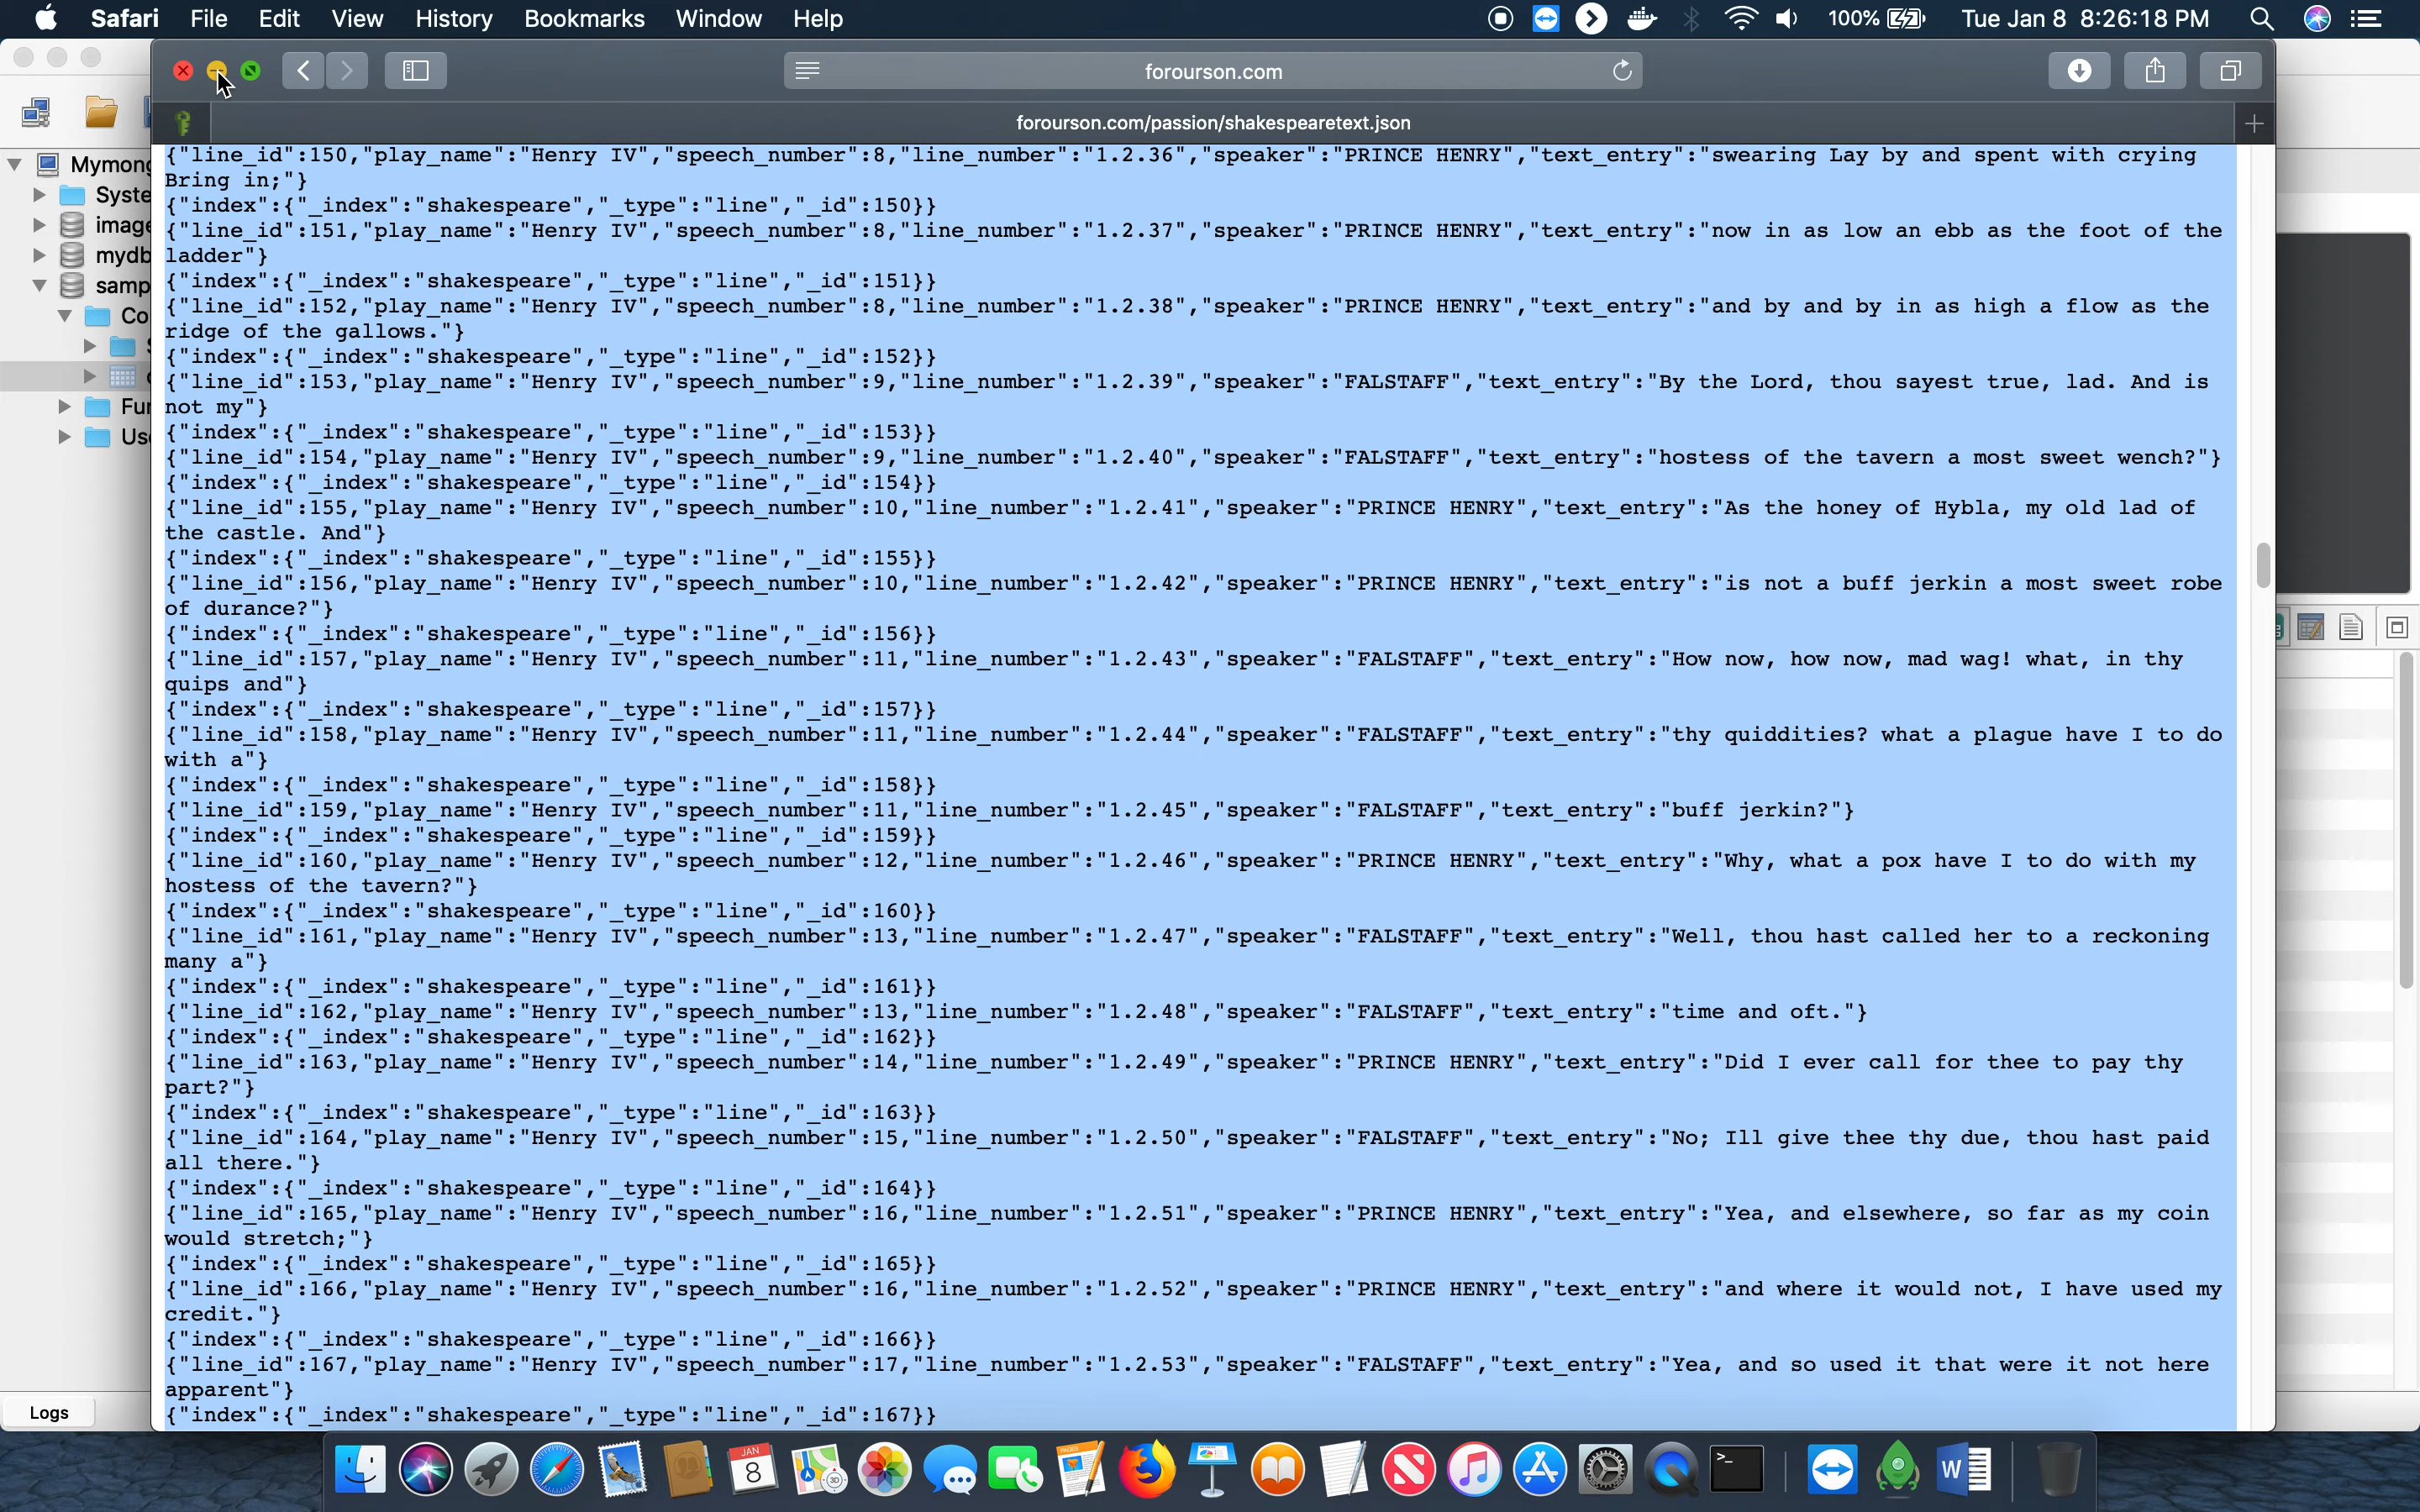 Safari File Edit View History Bookmarks Window Help 100% Tue Jan 8 8:26:18 PM
forourson.com
forourson.com/passion/shakespearetext.json
{"line_id":150,"play_name":"Henry IV","speech_number":8,"line_number":"1.2.36","speaker":"PRINCE HENRY","text_entry":"swearing Lay by and spent with crying
Bring in;"}
{"index":{"_index":"shakespeare","_type":"line","_id":150}}
{"line_id":151,"play_name":"Henry IV","speech_number":8,"line_number":"1.2.37","speaker":"PRINCE HENRY","text_entry":"now in as low an ebb as the foot of the
ladder"}
{"index":{"_index":"shakespeare","_type":"line","_id":151}}
{"line_id":152,"play_name":"Henry IV","speech_number":8,"line_number":"1.2.38","speaker":"PRINCE HENRY","text_entry":"and by and by in as high a flow as the
ridge of the gallows."}
{"index":{"_index":"shakespeare","_type":"line","_id":152}}
{"line_id":153,"play_name":"Henry IV","speech_number":9,"line_number":"1.2.39","speaker":"FALSTAFF","text_entry":"By the Lord, thou sayest true, lad. And is
not my"}
{"index":{"_index":"shakespeare","_type":"line","_id":153}}
{"line_id":154,"play_name":"Henry IV","speech_number":9,"line_number":"1.2.40","speaker":"FALSTAFF","text_entry":"hostess of the tavern a most sweet wench?"}
{"index":{"_index":"shakespeare","_type":"line","_id":154}}
{"line_id":155,"play_name":"Henry IV","speech_number":10,"line_number":"1.2.41","speaker":"PRINCE HENRY","text_entry":"As the honey of Hybla, my old lad of
the castle. And"}
{"index":{"_index":"shakespeare","_type":"line","_id":155}}
{"line_id":156,"play_name":"Henry IV","speech_number":10,"line_number":"1.2.42","speaker":"PRINCE HENRY","text_entry":"is not a buff jerkin a most sweet robe
of durance?"}
{"index":{"_index":"shakespeare","_type":"line","_id":156}}
{"line_id":157,"play_name":"Henry IV","speech_number":11,"line_number":"1.2.43","speaker":"FALSTAFF","text_entry":"How now, how now, mad wag! what, in thy
quips and"}
{"index":{"_index":"shakespeare","_type":"line","_id":157}}
{"line_id":158,"play_name":"Henry IV","speech_number":11,"line_number":"1.2.44","speaker":"FALSTAFF","text_entry":"thy quiddities? what a plague have I to do
with a"}
{"index":{"_index":"shakespeare","_type":"line","_id":158}}
{"line_id":159,"play_name":"Henry IV","speech_number":11,"line_number":"1.2.45","speaker":"FALSTAFF","text_entry":"buff jerkin?"}
{"index":{"_index":"shakespeare","_type":"line","_id":159}}
{"line_id":160,"play_name":"Henry IV","speech_number":12,"line_number":"1.2.46","speaker":"PRINCE HENRY","text_entry":"Why, what a pox have I to do with my
hostess of the tavern?"}
{"index":{"_index":"shakespeare","_type":"line","_id":160}}
{"line_id":161,"play_name":"Henry IV","speech_number":13,"line_number":"1.2.47","speaker":"FALSTAFF","text_entry":"Well, thou hast called her to a reckoning
many a"}
{"index":{"_index":"shakespeare","_type":"line","_id":161}}
{"line_id":162,"play_name":"Henry IV","speech_number":13,"line_number":"1.2.48","speaker":"FALSTAFF","text_entry":"time and oft."}
{"index":{"_index":"shakespeare","_type":"line","_id":162}}
{"line_id":163,"play_name":"Henry IV","speech_number":14,"line_number":"1.2.49","speaker":"PRINCE HENRY","text_entry":"Did I ever call for thee to pay thy
part?"}
{"index":{"_index":"shakespeare","_type":"line","_id":163}}
{"line_id":164,"play_name":"Henry IV","speech_number":15,"line_number":"1.2.50","speaker":"FALSTAFF","text_entry":"No; Ill give thee thy due, thou hast paid
all there."}
{"index":{"_index":"shakespeare","_type":"line","_id":164}}
{"line_id":165,"play_name":"Henry IV","speech_number":16,"line_number":"1.2.51","speaker":"PRINCE HENRY","text_entry":"Yea, and elsewhere, so far as my coin
would stretch;"}
{"index":{"_index":"shakespeare","_type":"line","_id":165}}
{"line_id":166,"play_name":"Henry IV","speech_number":16,"line_number":"1.2.52","speaker":"PRINCE HENRY","text_entry":"and where it would not, I have used my
credit."}
{"index":{"_index":"shakespeare","_type":"line","_id":166}}
{"line_id":167,"play_name":"Henry IV","speech_number":17,"line_number":"1.2.53","speaker":"FALSTAFF","text_entry":"Yea, and so used it that were it not here
apparent"}
{"index":{"_index":"shakespeare","_type":"line","_id":167}}
Mymong
Syste
image
mydb
samp
Co
Fur
Use
Logs
JAN
8
PAGES
3D
W